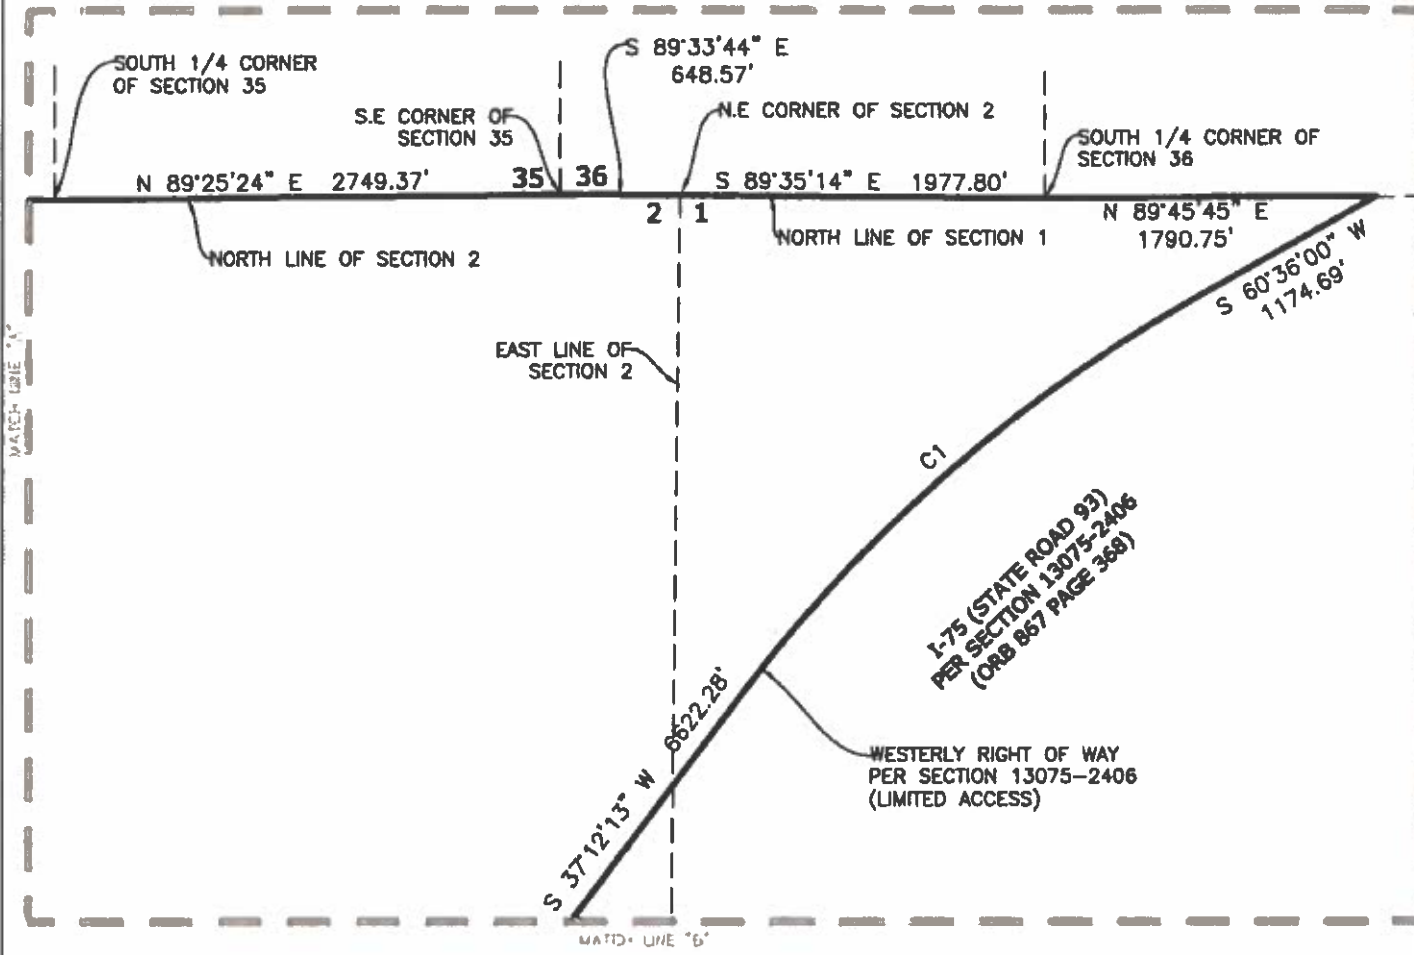 S 89°33'44" E
648.57'
SOUTH 1/4 CORNER
OF SECTION 35
S.E CORNER OF
SECTION 35
N.E CORNER OF SECTION 2
SOUTH 1/4 CORNER OF
SECTION 36
N 89°25'24" E 2749.37'
35 36
S 89°35'14" E 1977.80'
2 1
N 89°45'45" E
1790.75'
NORTH LINE OF SECTION 2
NORTH LINE OF SECTION 1
S 60°36'00" W
1174.69'
MATCH LINE "A"
EAST LINE OF
SECTION 2
C1
I-75 (STATE ROAD 93)
PER SECTION 13075-2406
(ORB 867 PAGE 368)
S 37°12'13" W 6622.28'
WESTERLY RIGHT OF WAY
PER SECTION 13075-2406
(LIMITED ACCESS)
MATCH LINE "B"